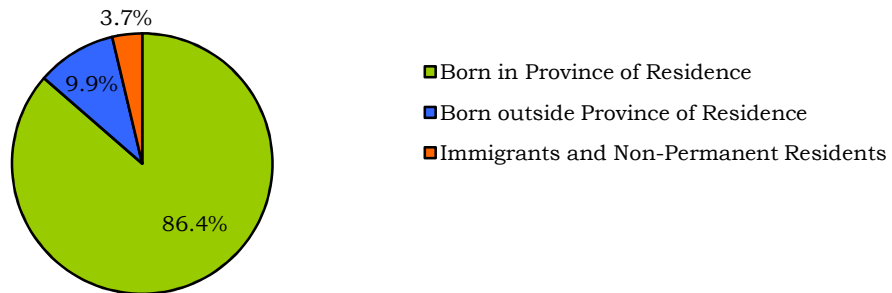 3.7%
9.9%
86.4%
Born in Province of Residence
Born outside Province of Residence
Immigrants and Non-Permanent Residents